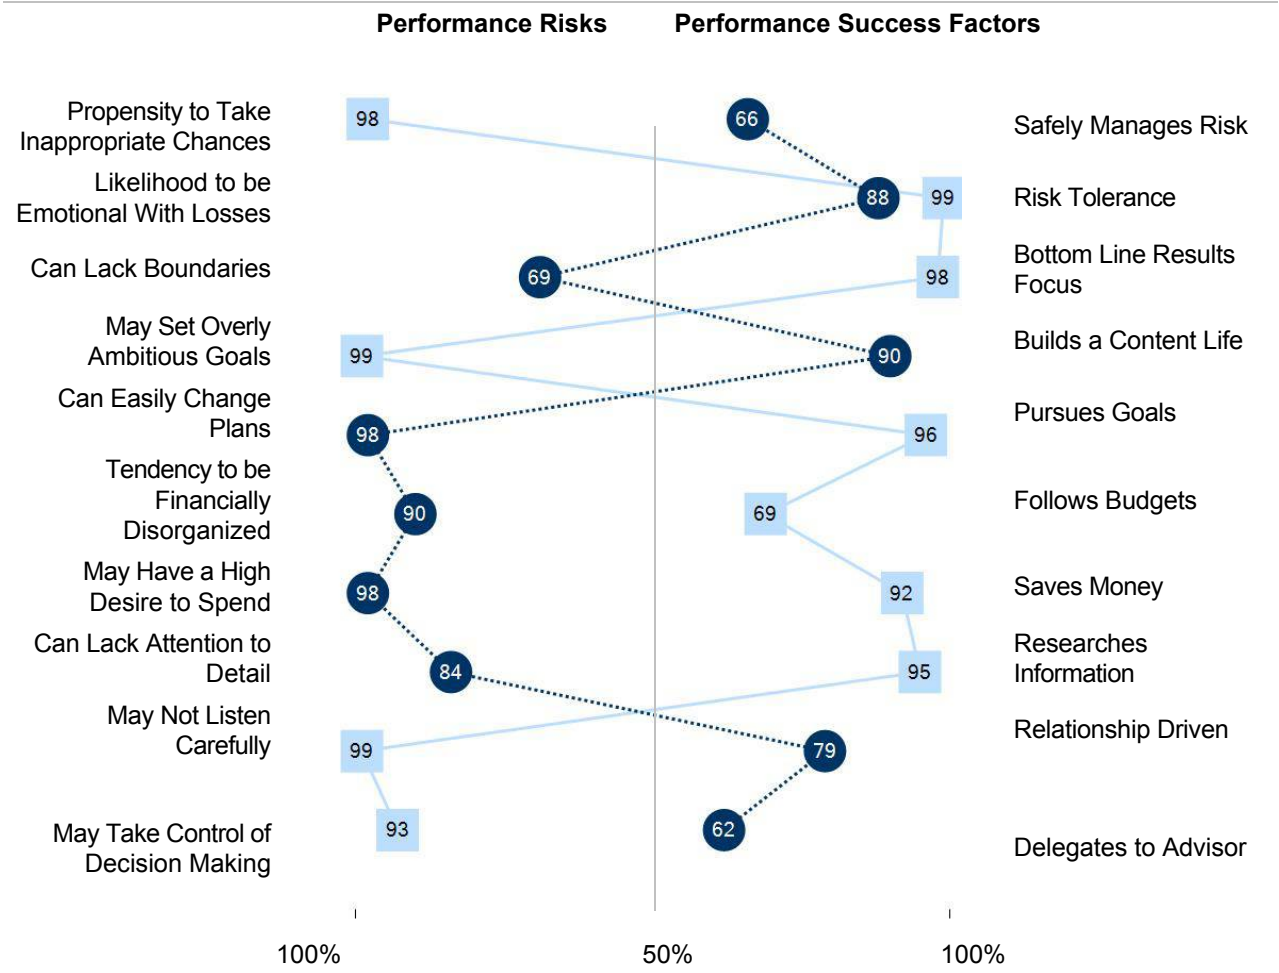 Performance Risks Performance Success Factors
Propensity to Take
Inappropriate Chances
98
66
Safely Manages Risk
Likelihood to be
Emotional With Losses
88
99
Risk Tolerance
Can Lack Boundaries
69
98
Bottom Line Results
Focus
May Set Overly
Ambitious Goals
99
90
Builds a Content Life
Can Easily Change
Plans
98
96
Pursues Goals
Tendency to be
Financially
Disorganized
90
69
Follows Budgets
May Have a High
Desire to Spend
98
92
Saves Money
Can Lack Attention to
Detail
84
95
Researches
Information
May Not Listen
Carefully
99
79
Relationship Driven
May Take Control of
Decision Making
93
62
Delegates to Advisor
100% 50% 100%